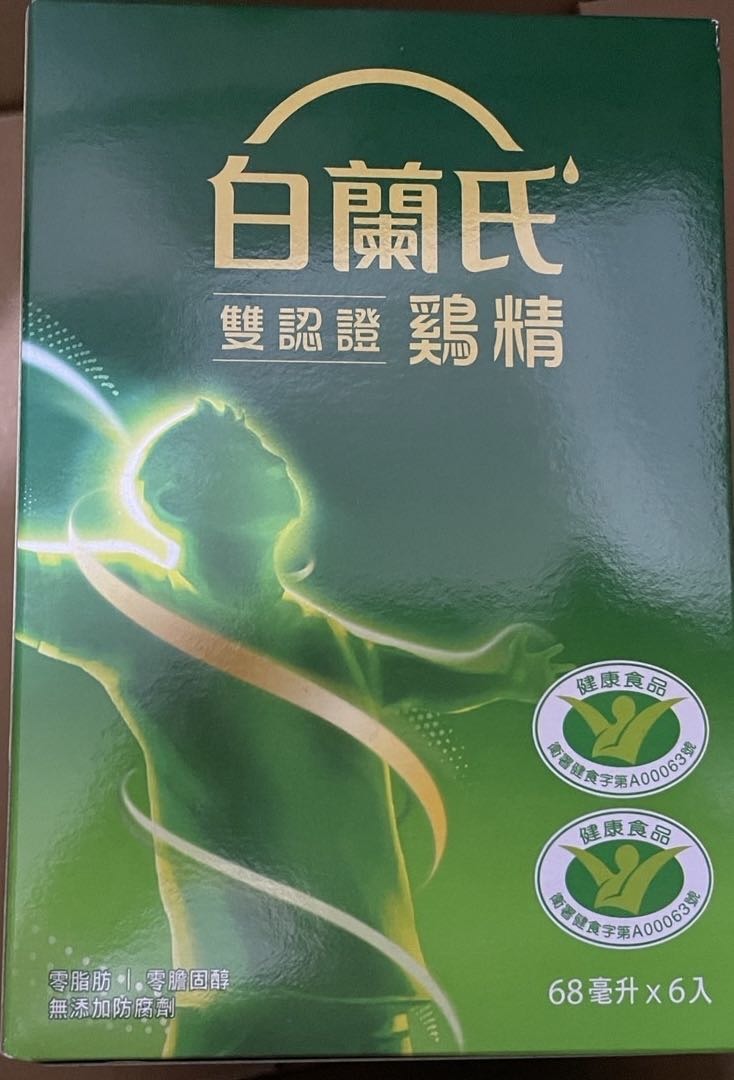 白蘭氏
雙認證 鷄精
健康食品
衛署健食字第A00063號
健康食品
衛署健食字第A00063號
零脂肪 | 零膽固醇
無添加防腐劑
68毫升x6入